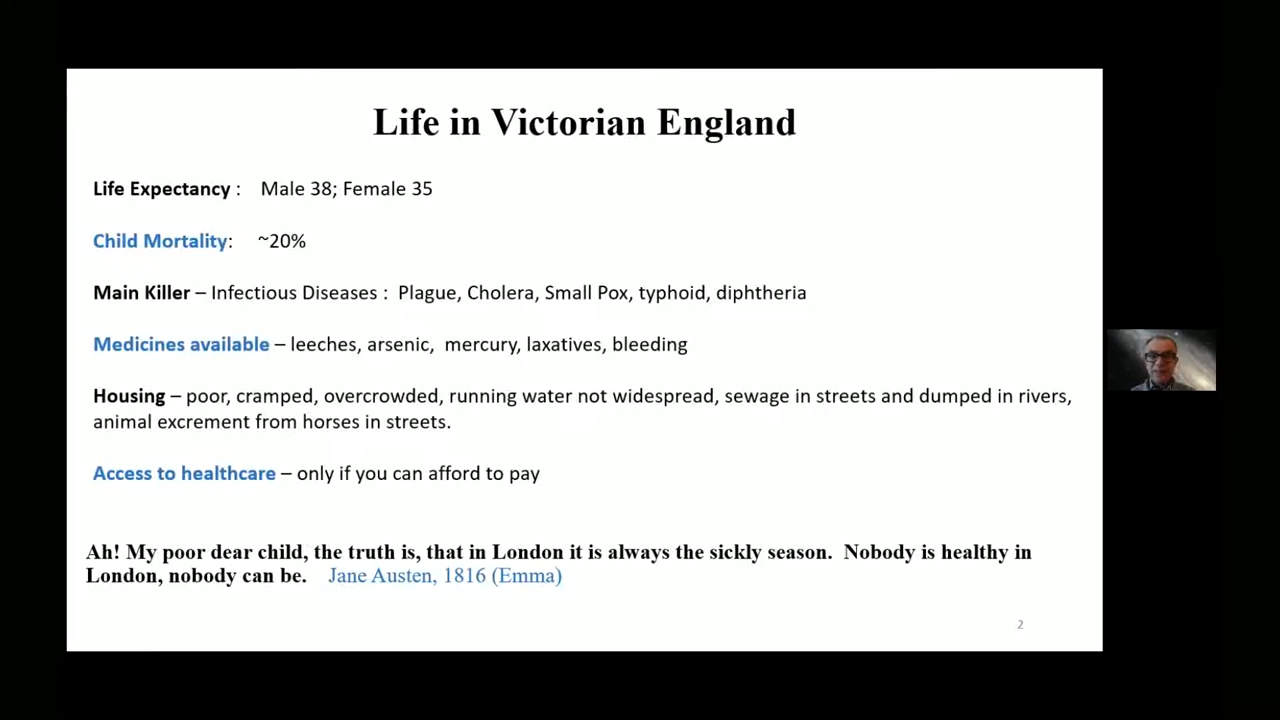 Life in Victorian England
Life Expectancy : Male 38; Female 35
Child Mortality: ~20%
Main Killer – Infectious Diseases : Plague, Cholera, Small Pox, typhoid, diphtheria
Medicines available – leeches, arsenic, mercury, laxatives, bleeding
Housing – poor, cramped, overcrowded, running water not widespread, sewage in streets and dumped in rivers,
animal excrement from horses in streets.
Access to healthcare – only if you can afford to pay
Ah! My poor dear child, the truth is, that in London it is always the sickly season. Nobody is healthy in
London, nobody can be. Jane Austen, 1816 (Emma)
2